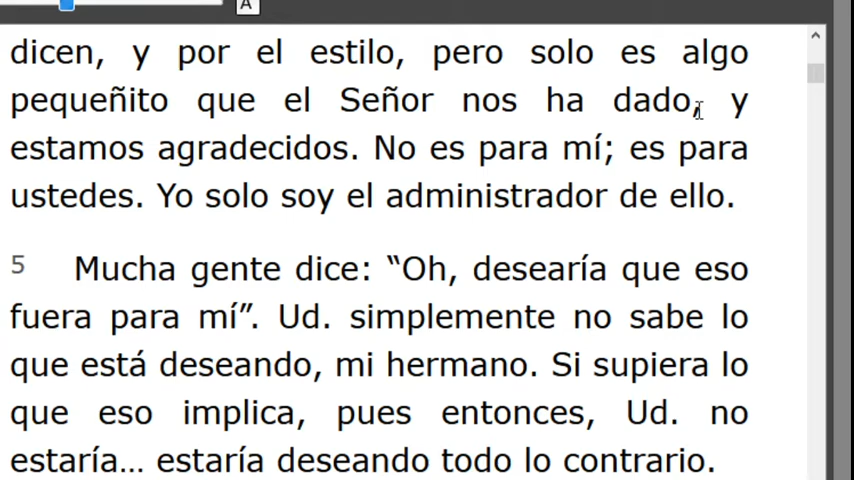 A
dicen, y por el estilo, pero solo es algo
pequeñito que el Señor nos ha dado, y
estamos agradecidos. No es para mí; es para
ustedes. Yo solo soy el administrador de ello.
5 Mucha gente dice: “Oh, desearía que eso
fuera para mí”. Ud. simplemente no sabe lo
que está deseando, mi hermano. Si supiera lo
que eso implica, pues entonces, Ud. no
estaría… estaría deseando todo lo contrario.